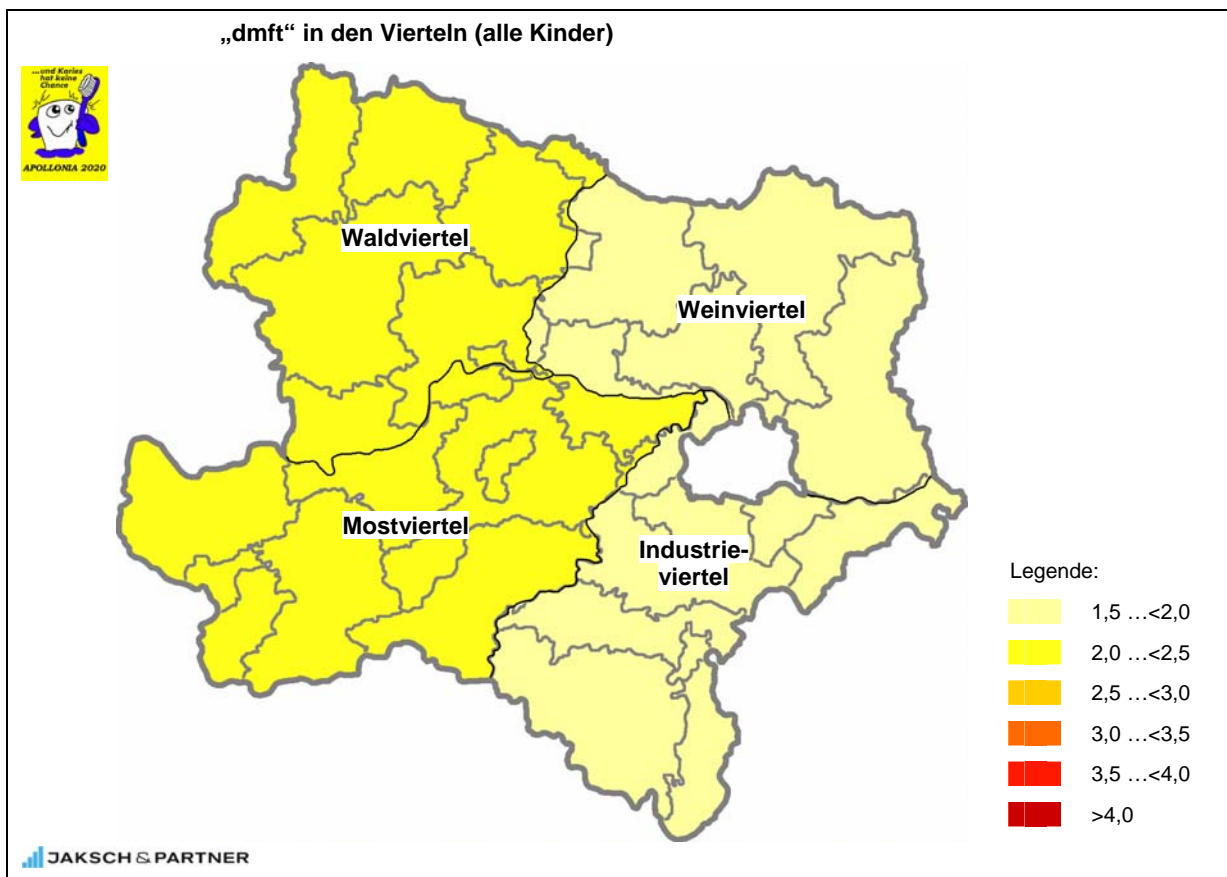 „dmft“ in den Vierteln (alle Kinder)
...und Karies
hat keine
Chance
APOLLONIA 2020
Waldviertel
Weinviertel
Mostviertel
Industrie-
viertel
Legende:
1,5 …<2,0
2,0 …<2,5
2,5 …<3,0
3,0 …<3,5
3,5 …<4,0
>4,0
JAKSCH & PARTNER